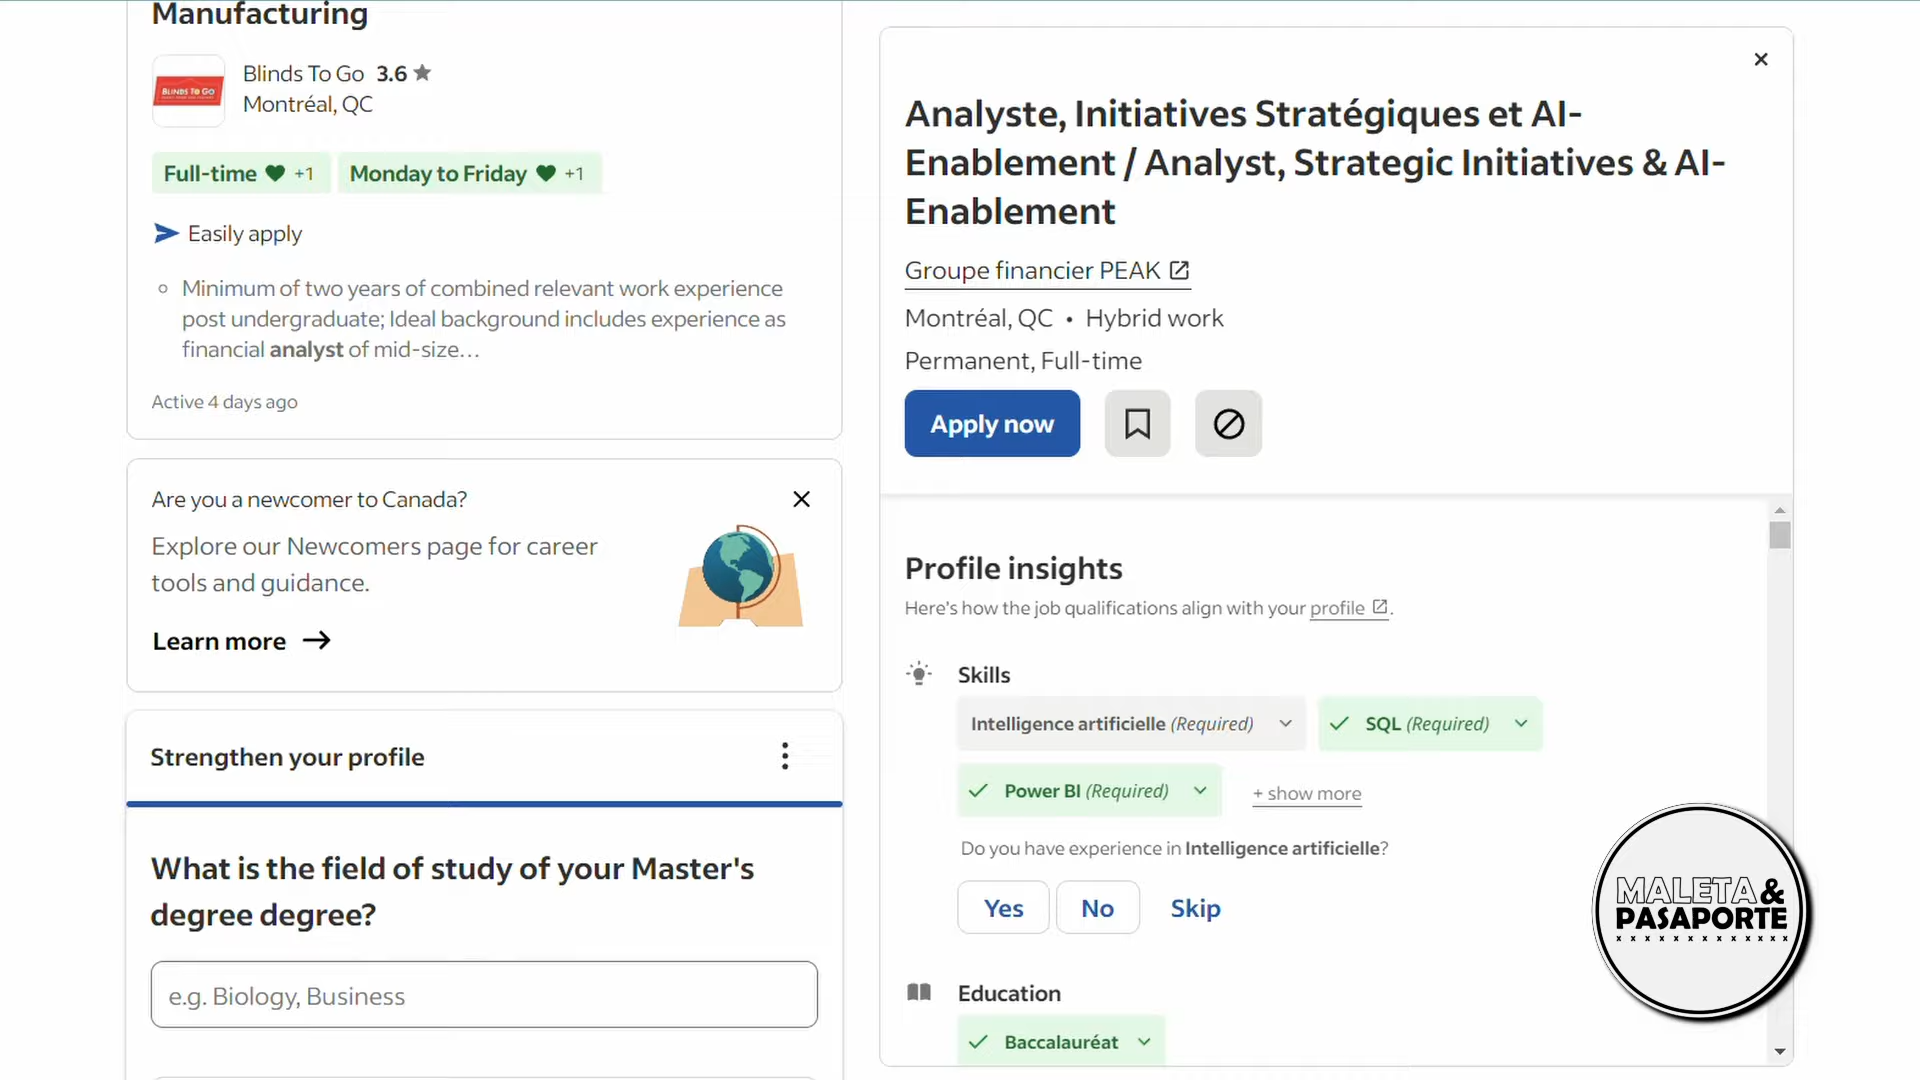 Manufacturing
BLINDS TO GO
Blinds To Go 3.6
Montréal, QC
Full-time +1
Monday to Friday +1
Easily apply
Minimum of two years of combined relevant work experience
post undergraduate; Ideal background includes experience as
financial analyst of mid-size...
Active 4 days ago
Are you a newcomer to Canada?
Explore our Newcomers page for career
tools and guidance.
Learn more
Strengthen your profile
What is the field of study of your Master's
degree degree?
e.g. Biology, Business
Analyste, Initiatives Stratégiques et AI-
Enablement / Analyst, Strategic Initiatives & AI-
Enablement
Groupe financier PEAK
Montréal, QC • Hybrid work
Permanent, Full-time
Apply now
Profile insights
Here's how the job qualifications align with your profile.
Skills
Intelligence artificielle (Required)
SQL (Required)
Power BI (Required)
+ show more
Do you have experience in Intelligence artificielle?
Yes
No
Skip
Education
Baccalauréat
MALETA &
PASAPORTE